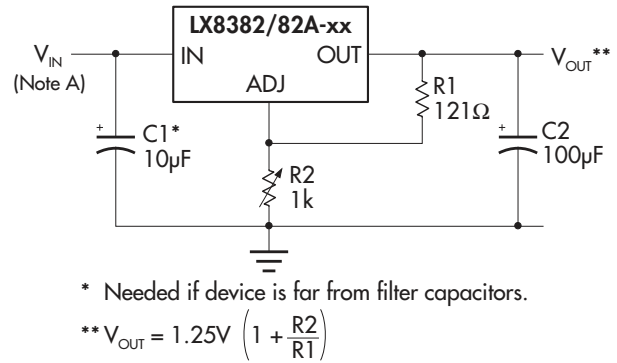 LX8382/82A-xx
V_IN
(Note A)
IN
OUT
ADJ
V_OUT**
R1
121Ω
C1*
10µF
+
R2
1k
+
C2
100µF
* Needed if device is far from filter capacitors.
** V_OUT = 1.25V (1 + R2/R1)